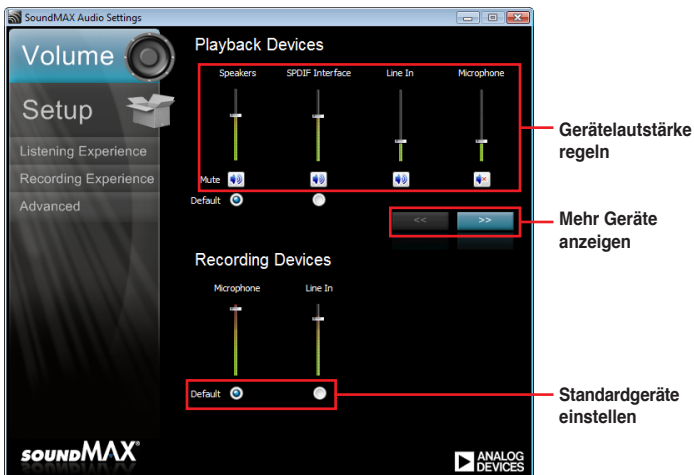 SoundMAX Audio Settings
Volume
Setup
Listening Experience
Recording Experience
Advanced
Playback Devices
Speakers SPDIF Interface Line In Microphone
Mute
Default
<< >>
Recording Devices
Microphone Line In
Default
SOUNDMAX®
ANALOG
DEVICES
Gerätelautstärke
regeln
Mehr Geräte
anzeigen
Standardgeräte
einstellen